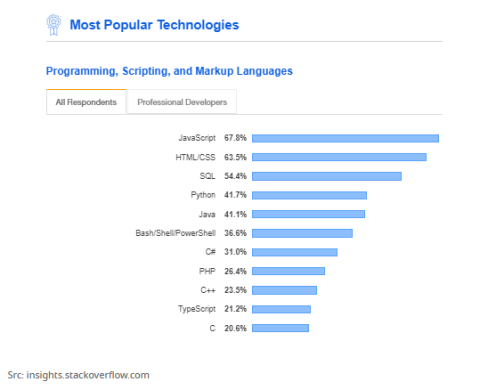 Most Popular Technologies
Programming, Scripting, and Markup Languages
All Respondents Professional Developers
JavaScript 67.8%
HTML/CSS 63.5%
SQL 54.4%
Python 41.7%
Java 41.1%
Bash/Shell/PowerShell 36.6%
C# 31.0%
PHP 26.4%
C++ 23.5%
TypeScript 21.2%
C 20.6%
Src: insights.stackoverflow.com